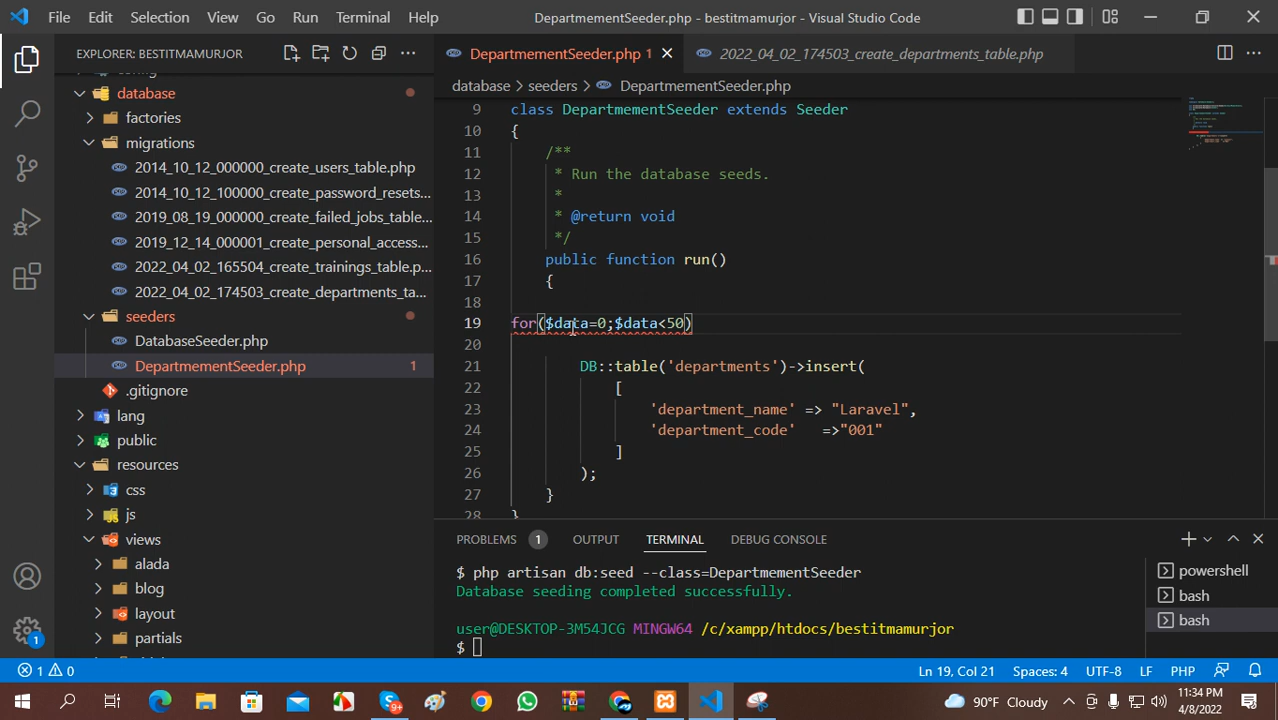 File Edit Selection View Go Run Terminal Help DepartmementSeeder.php - bestitmamurjor - Visual Studio Code
EXPLORER: BESTITMAMURJOR
DepartmementSeeder.php 1
2022_04_02_174503_create_departments_table.php
config
database
factories
migrations
2014_10_12_000000_create_users_table.php
2014_10_12_100000_create_password_resets...
2019_08_19_000000_create_failed_jobs_table...
2019_12_14_000001_create_personal_access...
2022_04_02_165504_create_trainings_table.p...
2022_04_02_174503_create_departments_ta...
seeders
DatabaseSeeder.php
DepartmementSeeder.php 1
.gitignore
lang
public
resources
css
js
views
alada
blog
layout
partials
database > seeders > DepartmementSeeder.php
9 class DepartmementSeeder extends Seeder
10 {
11 /**
12 * Run the database seeds.
13 *
14 * @return void
15 */
16 public function run()
17 {
18
19 for($data=0;$data<50)
20
21 DB::table('departments')->insert(
22 [
23 'department_name' => "Laravel",
24 'department_code' =>"001"
25 ]
26 );
27 }
28 }
PROBLEMS 1 OUTPUT TERMINAL DEBUG CONSOLE
$ php artisan db:seed --class=DepartmementSeeder
Database seeding completed successfully.
user@DESKTOP-3M54JCG MINGW64 /c/xampp/htdocs/bestitmamurjor
$
powershell
bash
bash
1
1 0 Ln 19, Col 21 Spaces: 4 UTF-8 LF PHP
9+ 90°F Cloudy 11:34 PM
4/8/2022